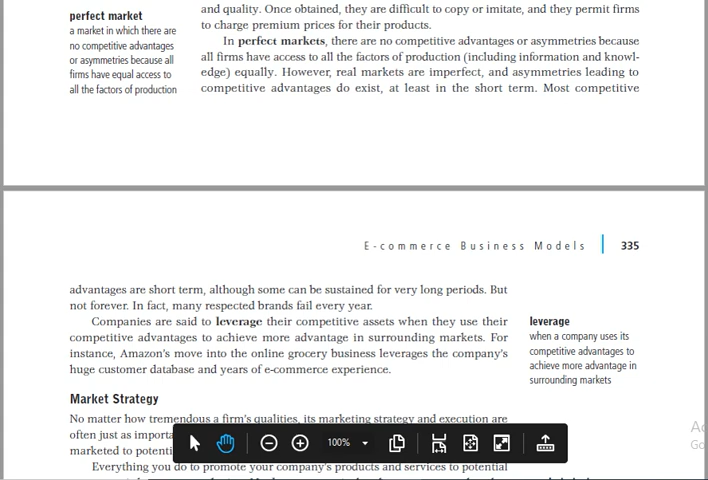 and quality. Once obtained, they are difficult to copy or imitate, and they permit firms
to charge premium prices for their products.
perfect market
a market in which there are
no competitive advantages
or asymmetries because all
firms have equal access to
all the factors of production
In perfect markets, there are no competitive advantages or asymmetries because
all firms have access to all the factors of production (including information and knowl-
edge) equally. However, real markets are imperfect, and asymmetries leading to
competitive advantages do exist, at least in the short term. Most competitive
E-commerce Business Models 335
advantages are short term, although some can be sustained for very long periods. But
not forever. In fact, many respected brands fail every year.
Companies are said to leverage their competitive assets when they use their
competitive advantages to achieve more advantage in surrounding markets. For
instance, Amazon's move into the online grocery business leverages the company's
huge customer database and years of e-commerce experience.
leverage
when a company uses its
competitive advantages to
achieve more advantage in
surrounding markets
Market Strategy
No matter how tremendous a firm's qualities, its marketing strategy and execution are
often just as
marketed to
Everything you do to promote your company's products and services to potential
100%